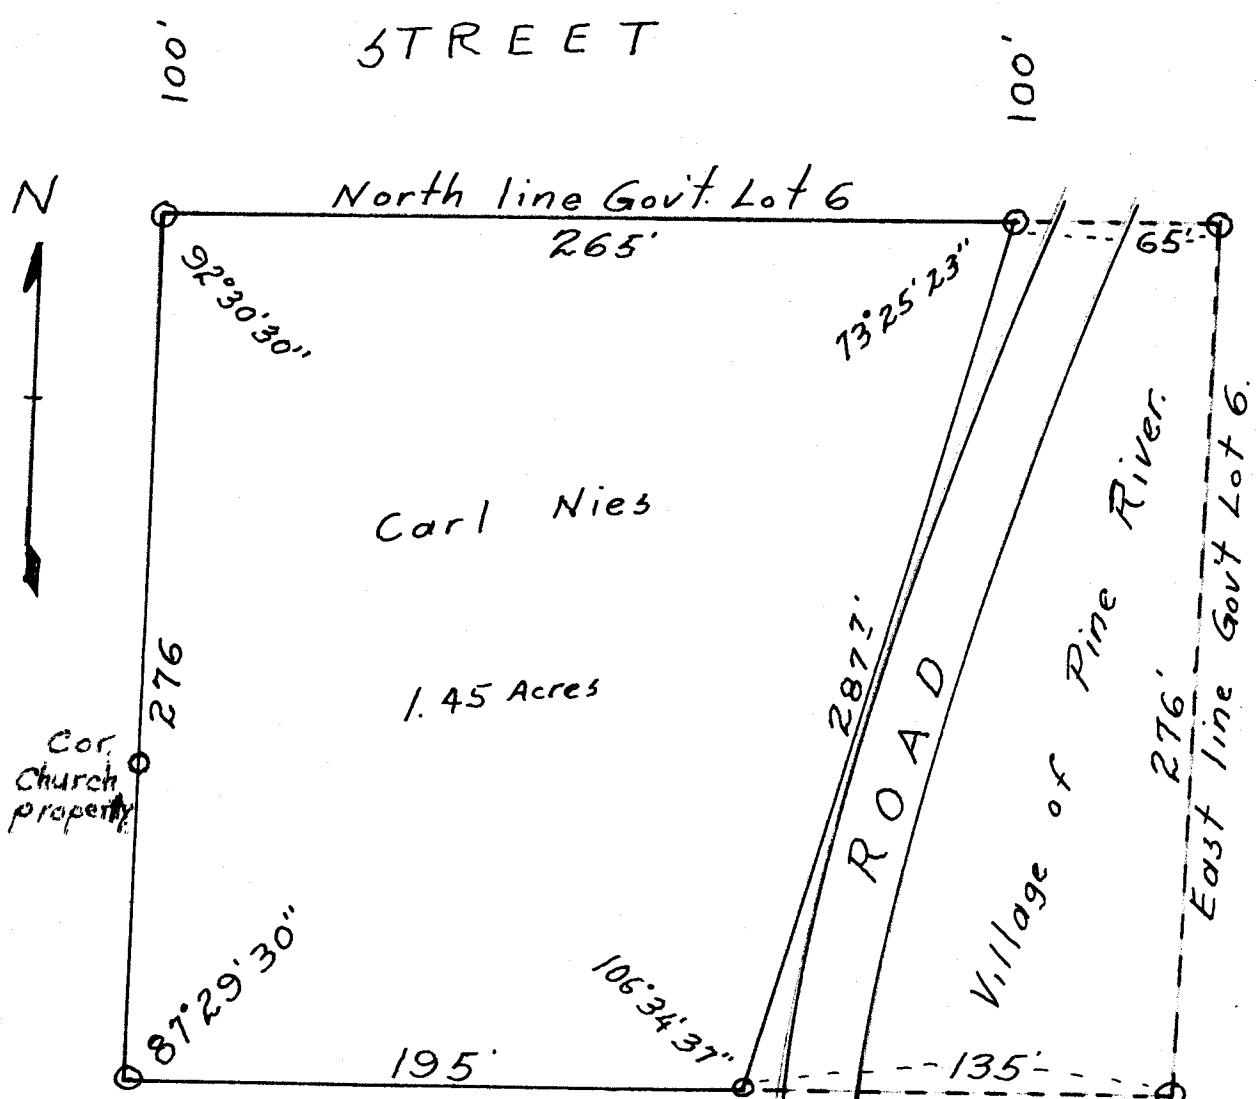 100'
STREET
100'
N
North line Gov't. Lot 6
265'
65'
92°30'30"
73°25'23"
Carl Nies
1.45 Acres
276
287.7'
ROAD
Village of Pine River.
276'
East line Gov't Lot 6.
Cor.
Church
property
87°29'30"
106°34'37"
195'
135'